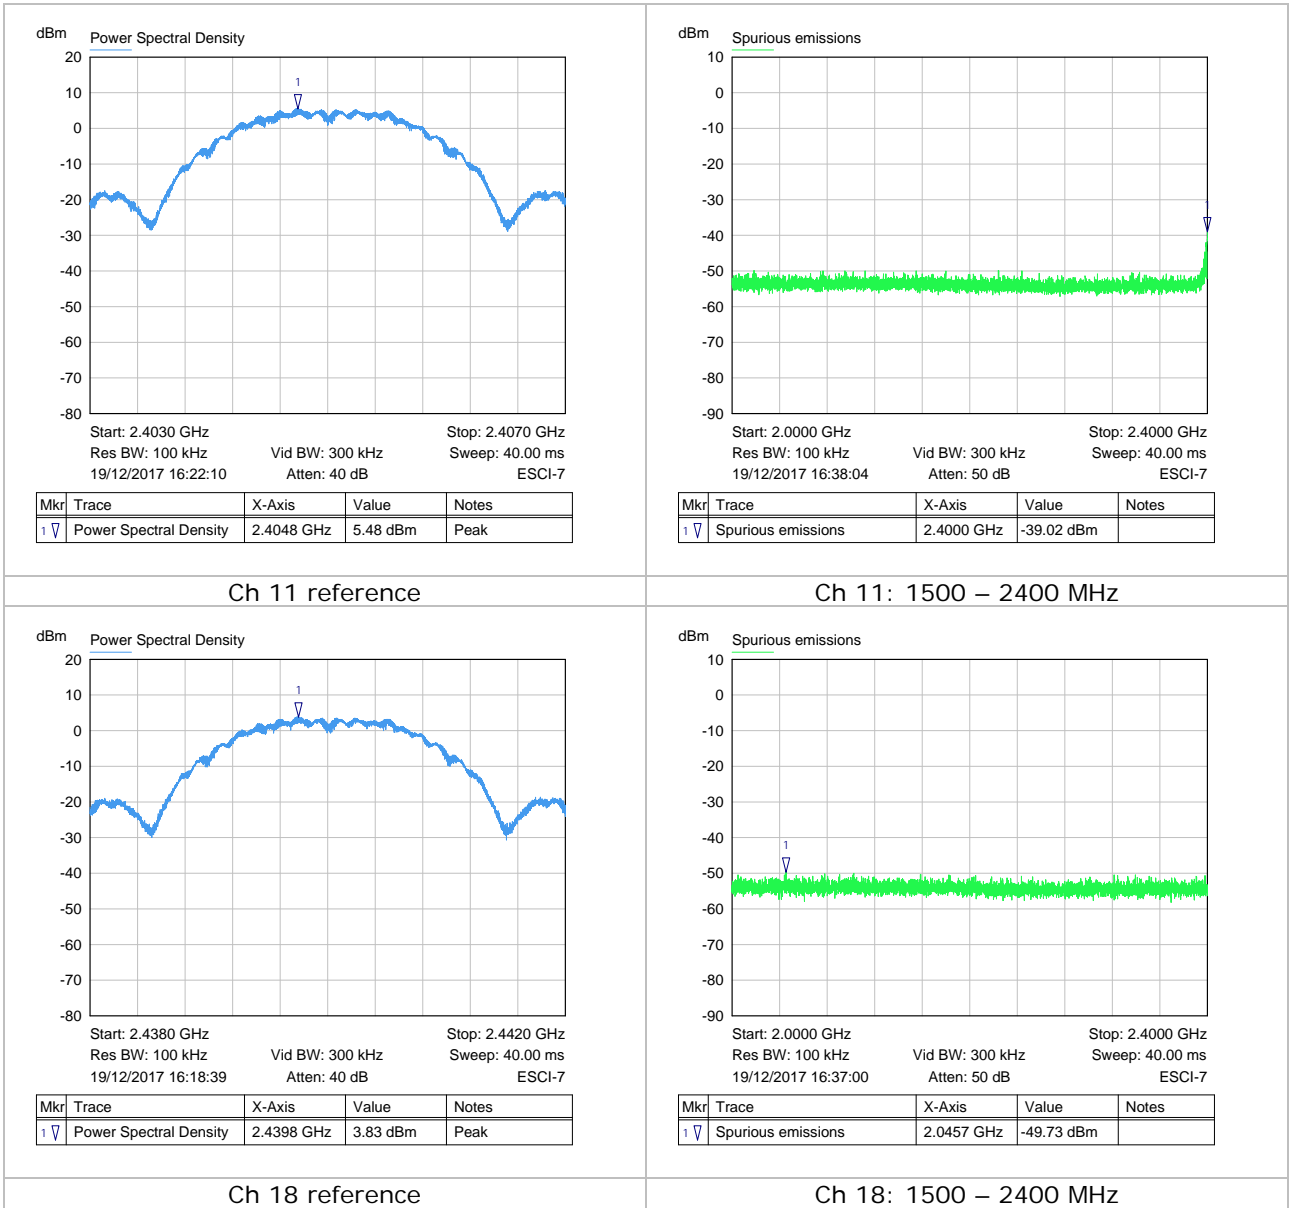 dBm Power Spectral Density
20
10
0
-10
-20
-30
-40
-50
-60
-70
-80
1
Start: 2.4030 GHz Stop: 2.4070 GHz
Res BW: 100 kHz Vid BW: 300 kHz Sweep: 40.00 ms
19/12/2017 16:22:10 Atten: 40 dB ESCI-7
Mkr Trace X-Axis Value Notes
1 Power Spectral Density 2.4048 GHz 5.48 dBm Peak
Ch 11 reference
dBm Spurious emissions
10
0
-10
-20
-30
-40
-50
-60
-70
-80
-90
1
Start: 2.0000 GHz Stop: 2.4000 GHz
Res BW: 100 kHz Vid BW: 300 kHz Sweep: 40.00 ms
19/12/2017 16:38:04 Atten: 50 dB ESCI-7
Mkr Trace X-Axis Value Notes
1 Spurious emissions 2.4000 GHz -39.02 dBm
Ch 11: 1500 – 2400 MHz
dBm Power Spectral Density
20
10
0
-10
-20
-30
-40
-50
-60
-70
-80
1
Start: 2.4380 GHz Stop: 2.4420 GHz
Res BW: 100 kHz Vid BW: 300 kHz Sweep: 40.00 ms
19/12/2017 16:18:39 Atten: 40 dB ESCI-7
Mkr Trace X-Axis Value Notes
1 Power Spectral Density 2.4398 GHz 3.83 dBm Peak
Ch 18 reference
dBm Spurious emissions
10
0
-10
-20
-30
-40
-50
-60
-70
-80
-90
1
Start: 2.0000 GHz Stop: 2.4000 GHz
Res BW: 100 kHz Vid BW: 300 kHz Sweep: 40.00 ms
19/12/2017 16:37:00 Atten: 50 dB ESCI-7
Mkr Trace X-Axis Value Notes
1 Spurious emissions 2.0457 GHz -49.73 dBm
Ch 18: 1500 – 2400 MHz